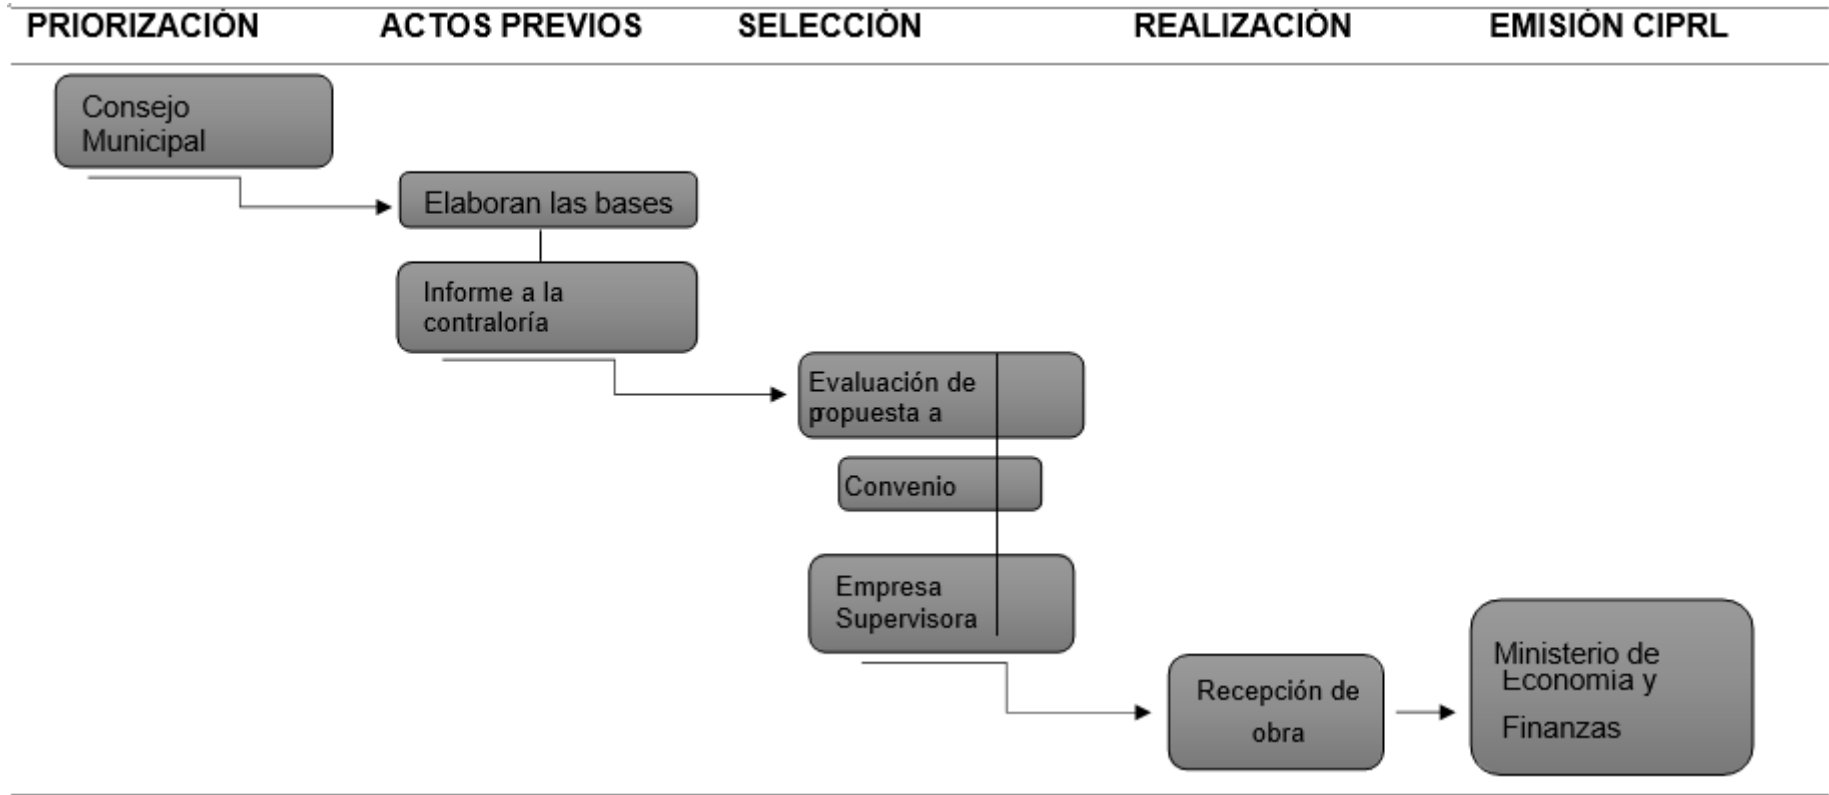 PRIORIZACIÓN ACTOS PREVIOS SELECCIÓN REALIZACIÓN EMISIÓN CIPRL
Consejo
Municipal
Elaboran las bases
Informe a la
contraloría
Evaluación de
propuesta a
Convenio
Empresa
Supervisora
Recepción de
obra
Ministerio de
Economía y
Finanzas